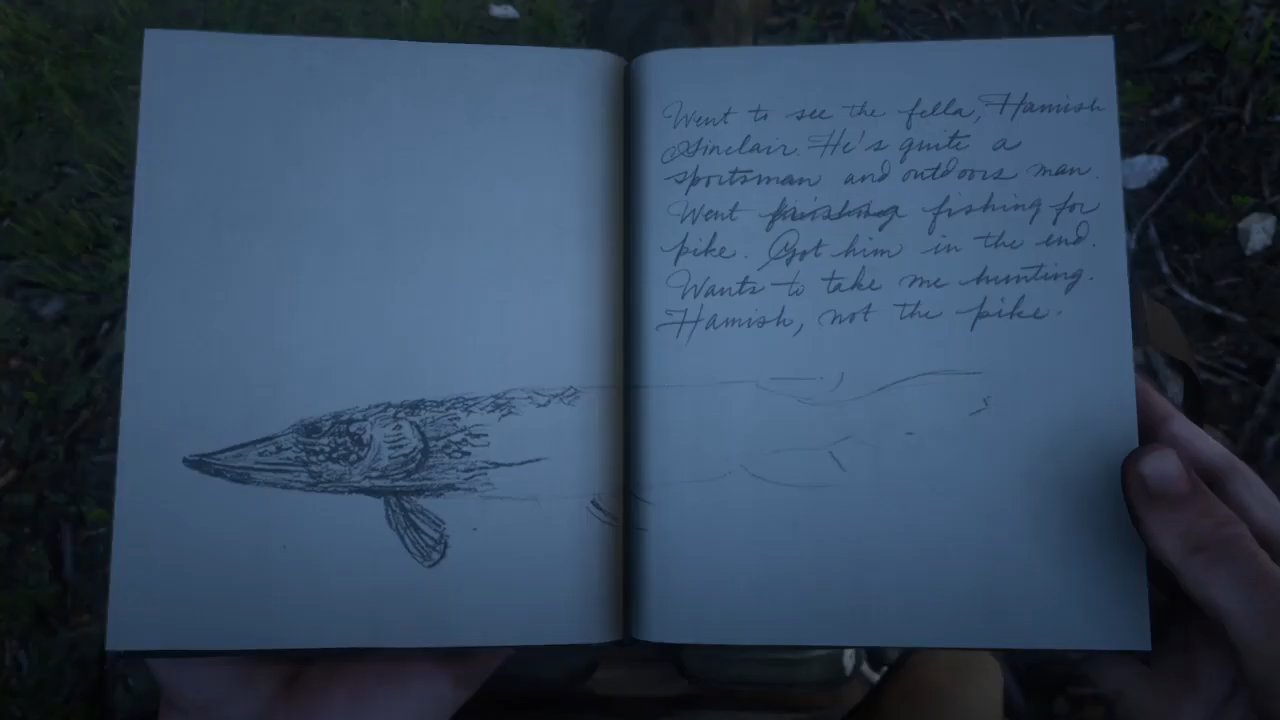 Went to see the fella, Hamish
Sinclair. He's quite a
sportsman and outdoors man.
Went fishing for
pike. Got him in the end.
Wants to take me hunting.
Hamish, not the pike.